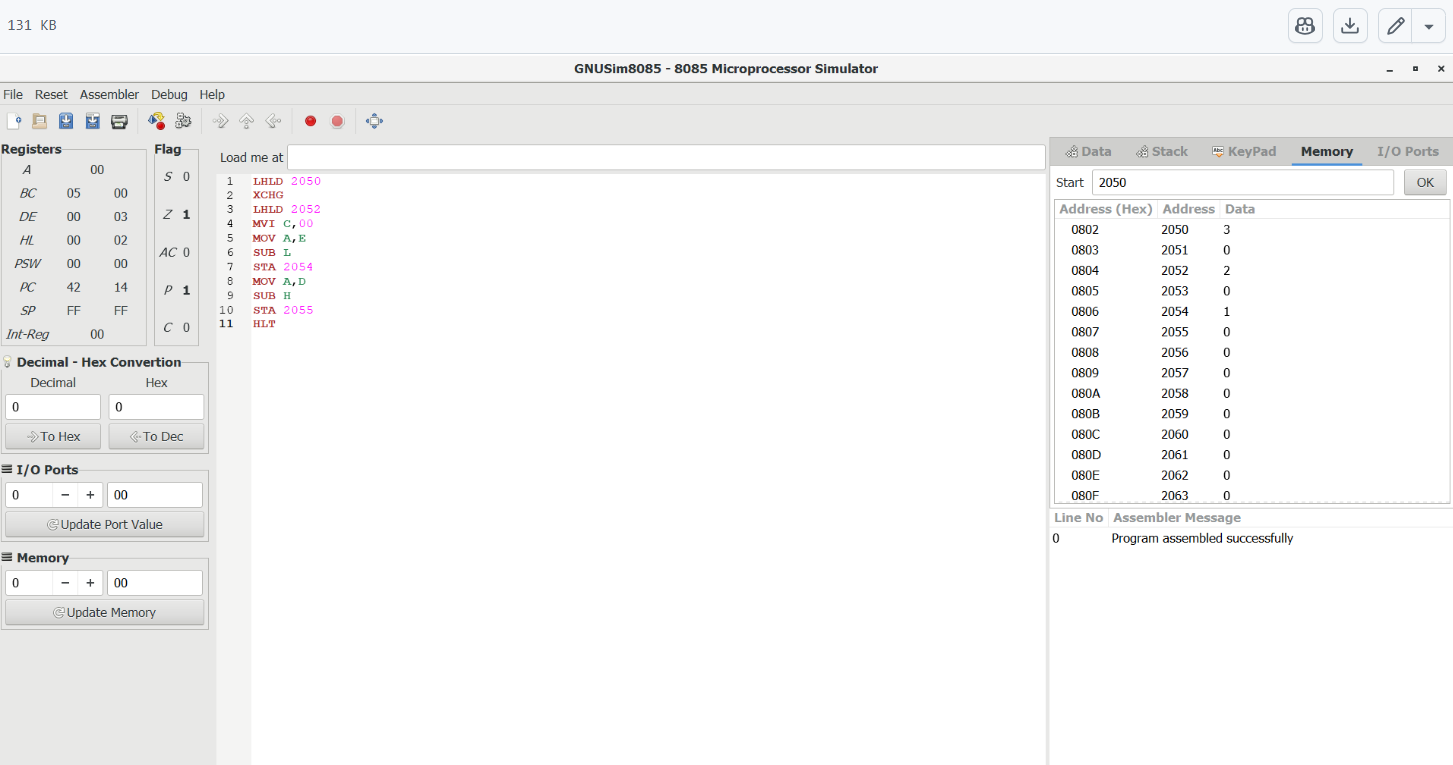 131 KB
GNUSim8085 - 8085 Microprocessor Simulator
File Reset Assembler Debug Help
Registers
A 00
BC 05 00
DE 00 03
HL 00 02
PSW 00 00
PC 42 14
SP FF FF
Int-Reg 00
Flag
S 0
Z 1
AC 0
P 1
C 0
Decimal - Hex Convertion
Decimal Hex
0 0
To Hex To Dec
I/O Ports
0 − + 00
Update Port Value
Memory
0 − + 00
Update Memory
Load me at
1 LHLD 2050
2 XCHG
3 LHLD 2052
4 MVI C,00
5 MOV A,E
6 SUB L
7 STA 2054
8 MOV A,D
9 SUB H
10 STA 2055
11 HLT
Data Stack Abc KeyPad Memory I/O Ports
Start 2050 OK
Address (Hex) Address Data
0802 2050 3
0803 2051 0
0804 2052 2
0805 2053 0
0806 2054 1
0807 2055 0
0808 2056 0
0809 2057 0
080A 2058 0
080B 2059 0
080C 2060 0
080D 2061 0
080E 2062 0
080F 2063 0
Line No Assembler Message
0 Program assembled successfully